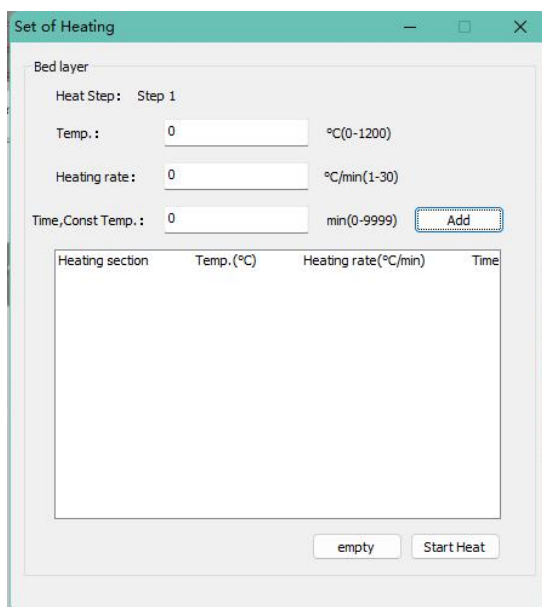 Set of Heating
Bed layer
Heat Step: Step 1
Temp.: 0 °C(0-1200)
Heating rate: 0 °C/min(1-30)
Time,Const Temp.: 0 min(0-9999) Add
Heating section Temp.(°C) Heating rate(°C/min) Time
empty Start Heat